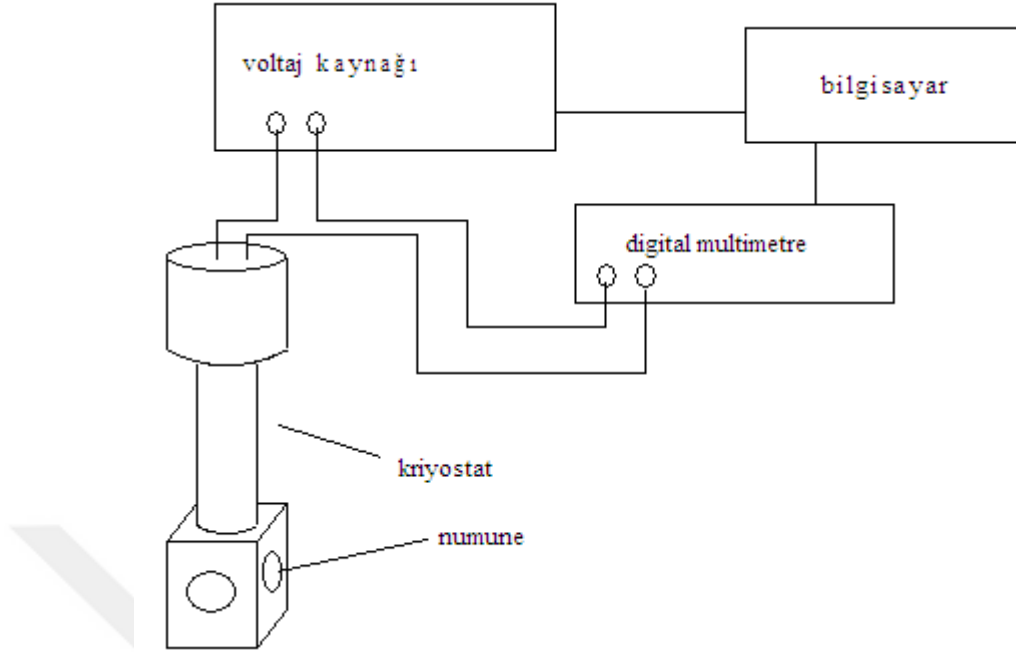 voltaj kaynağı
bilgisayar
digital multimetre
kriyostat
numune